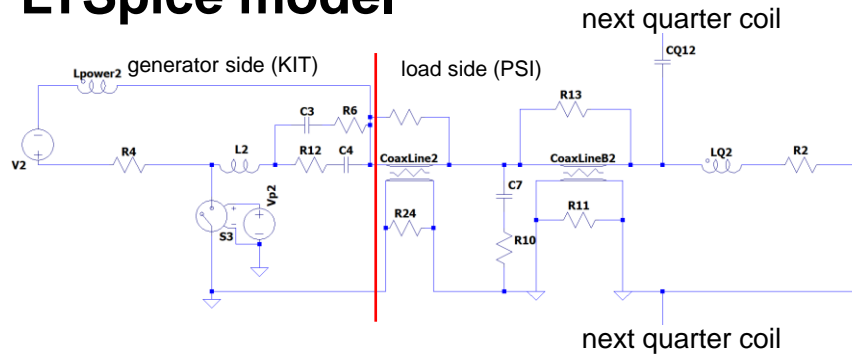 LTSpice model
next quarter coil
CQ12
Lpower2
generator side (KIT)
load side (PSI)
R13
C3
R6
V2
R4
L2
R12
C4
CoaxLine2
CoaxLineB2
LQ2
R2
C7
Vp2
S3
R24
R11
R10
next quarter coil